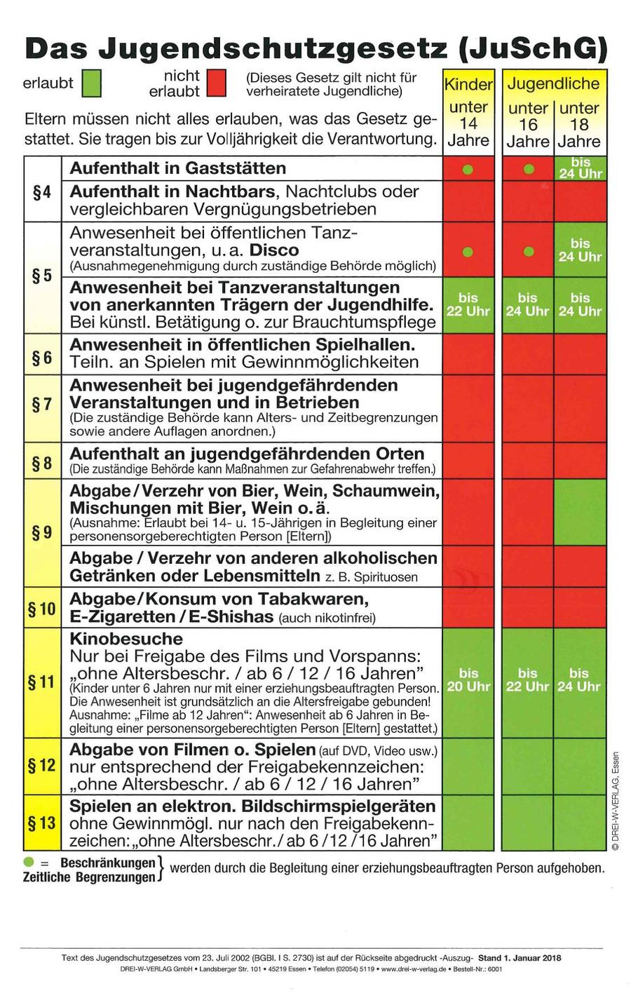 Das Jugendschutzgesetz (JuSchG)
erlaubt
nicht
erlaubt
(Dieses Gesetz gilt nicht für
verheiratete Jugendliche)
Eltern müssen nicht alles erlauben, was das Gesetz ge-
stattet. Sie tragen bis zur Volljährigkeit die Verantwortung.
Kinder
unter
14
Jahre
Jugendliche
unter
16
Jahre
unter
18
Jahre
§4
Aufenthalt in Gaststätten
bis
24 Uhr
Aufenthalt in Nachtbars, Nachtclubs oder
vergleichbaren Vergnügungsbetrieben
§5
Anwesenheit bei öffentlichen Tanz-
veranstaltungen, u. a. Disco
(Ausnahmegenehmigung durch zuständige Behörde möglich)
bis
24 Uhr
Anwesenheit bei Tanzveranstaltungen
von anerkannten Trägern der Jugendhilfe.
Bei künstl. Betätigung o. zur Brauchtumspflege
bis
22 Uhr
bis
24 Uhr
bis
24 Uhr
§6
Anwesenheit in öffentlichen Spielhallen.
Teiln. an Spielen mit Gewinnmöglichkeiten
§7
Anwesenheit bei jugendgefährdenden
Veranstaltungen und in Betrieben
(Die zuständige Behörde kann Alters- und Zeitbegrenzungen
sowie andere Auflagen anordnen.)
§8
Aufenthalt an jugendgefährdenden Orten
(Die zuständige Behörde kann Maßnahmen zur Gefahrenabwehr treffen.)
§9
Abgabe/Verzehr von Bier, Wein, Schaumwein,
Mischungen mit Bier, Wein o. ä.
(Ausnahme: Erlaubt bei 14- u. 15-Jährigen in Begleitung einer
personensorgeberechtigten Person [Eltern])
Abgabe / Verzehr von anderen alkoholischen
Getränken oder Lebensmitteln z. B. Spirituosen
§10
Abgabe/Konsum von Tabakwaren,
E-Zigaretten / E-Shishas (auch nikotinfrei)
§11
Kinobesuche
Nur bei Freigabe des Films und Vorspanns:
„ohne Altersbeschr. / ab 6 / 12 / 16 Jahren”
(Kinder unter 6 Jahren nur mit einer erziehungsbeauftragten Person.
Die Anwesenheit ist grundsätzlich an die Altersfreigabe gebunden!
Ausnahme: „Filme ab 12 Jahren“: Anwesenheit ab 6 Jahren in Be-
gleitung einer personensorgeberechtigten Person [Eltern] gestattet.)
bis
20 Uhr
bis
22 Uhr
bis
24 Uhr
§12
Abgabe von Filmen o. Spielen (auf DVD, Video usw.)
nur entsprechend der Freigabekennzeichen:
„ohne Altersbeschr. / ab 6 / 12 / 16 Jahren”
§13
Spielen an elektron. Bildschirmspielgeräten
ohne Gewinnmögl. nur nach den Freigabekenn-
zeichen: „ohne Altersbeschr./ ab 6 /12 /16 Jahren”
© DREI-W-VERLAG, Essen
= Beschränkungen
Zeitliche Begrenzungen } werden durch die Begleitung einer erziehungsbeauftragten Person aufgehoben.
Text des Jugendschutzgesetzes vom 23. Juli 2002 (BGBI. I S. 2730) ist auf der Rückseite abgedruckt -Auszug- Stand 1. Januar 2018
DREI-W-VERLAG GmbH • Landsberger Str. 101 • 45219 Essen • Telefon (02054) 5119 • www.drei-w-verlag.de • Bestell-Nr.: 6001